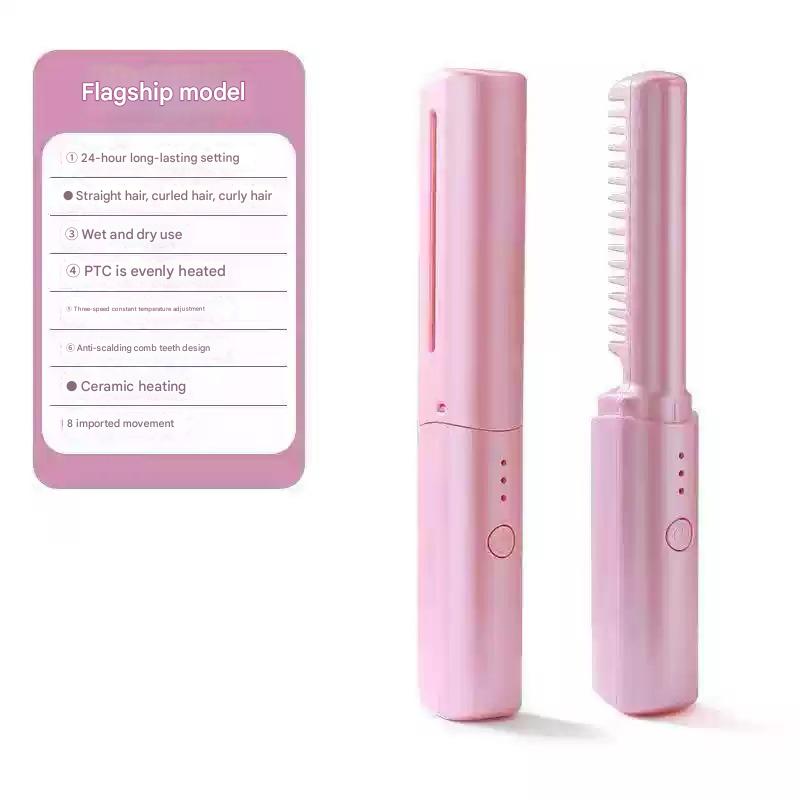 Flagship model
① 24-hour long-lasting setting
● Straight hair, curled hair, curly hair
③ Wet and dry use
④ PTC is evenly heated
⑤ Three-speed constant temperature adjustment
⑥ Anti-scalding comb teeth design
● Ceramic heating
8 imported movement